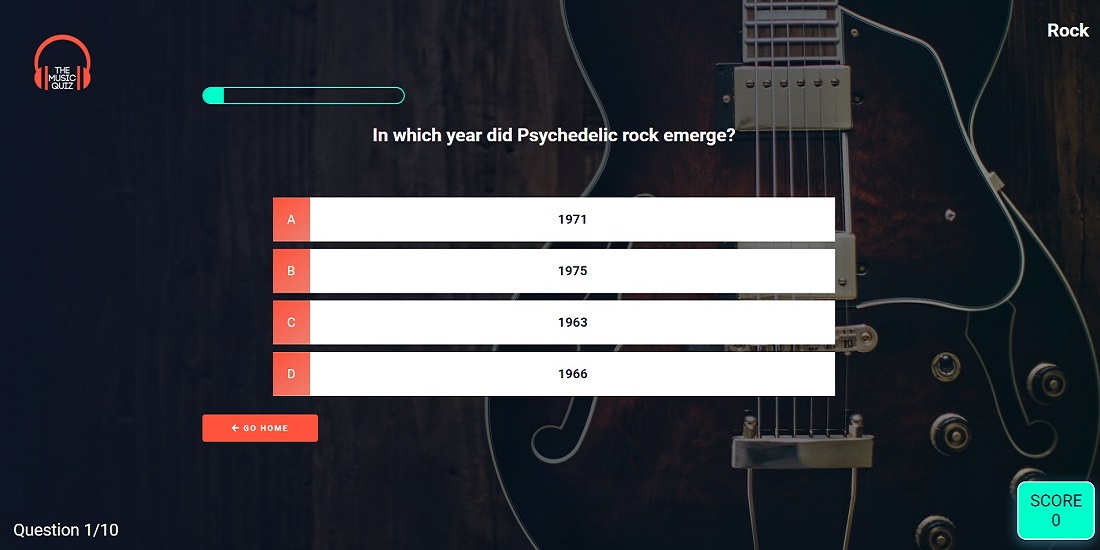 Rock
THE
MUSIC
QUIZ
In which year did Psychedelic rock emerge?
A 1971
B 1975
C 1963
D 1966
GO HOME
Question 1/10
SCORE
0